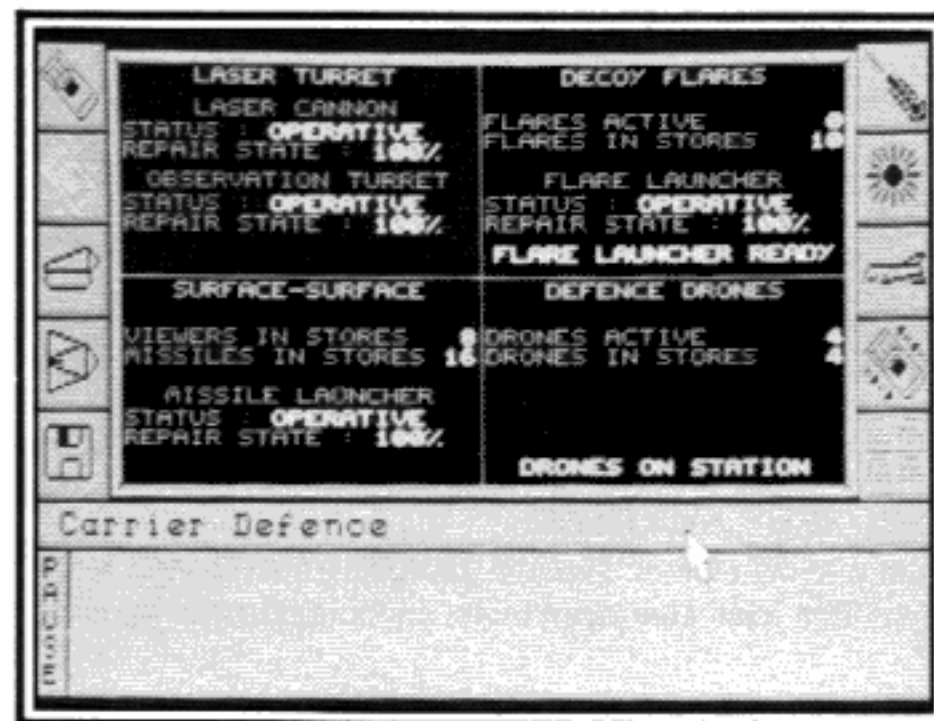 LASER TURRET
LASER CANNON
STATUS : OPERATIVE
REPAIR STATE : 100%
OBSERVATION TURRET
STATUS : OPERATIVE
REPAIR STATE : 100%
DECOY FLARES
FLARES ACTIVE 0
FLARES IN STORES 10
FLARE LAUNCHER
STATUS : OPERATIVE
REPAIR STATE : 100%
FLARE LAUNCHER READY
SURFACE-SURFACE
VIEWERS IN STORES
MISSILES IN STORES 16
MISSILE LAUNCHER
STATUS : OPERATIVE
REPAIR STATE : 100%
DEFENCE DRONES
DRONES ACTIVE 4
DRONES IN STORES 4
DRONES ON STATION
Carrier Defence